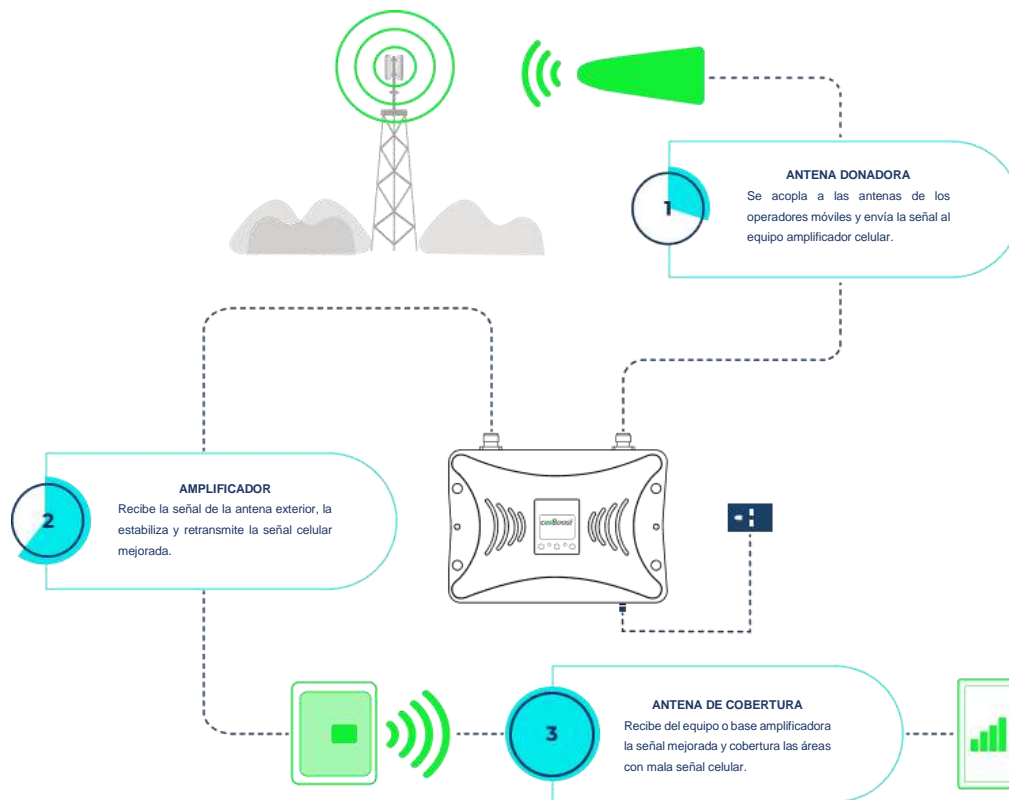 ANTENA DONADORA
1
Se acopla a las antenas de los
operadores móviles y envía la señal al
equipo amplificador celular.
AMPLIFICADOR
2
Recibe la señal de la antena exterior, la
estabiliza y retransmite la señal celular
mejorada.
celBoost
ANTENA DE COBERTURA
3
Recibe del equipo o base amplificadora
la señal mejorada y cobertura las áreas
con mala señal celular.